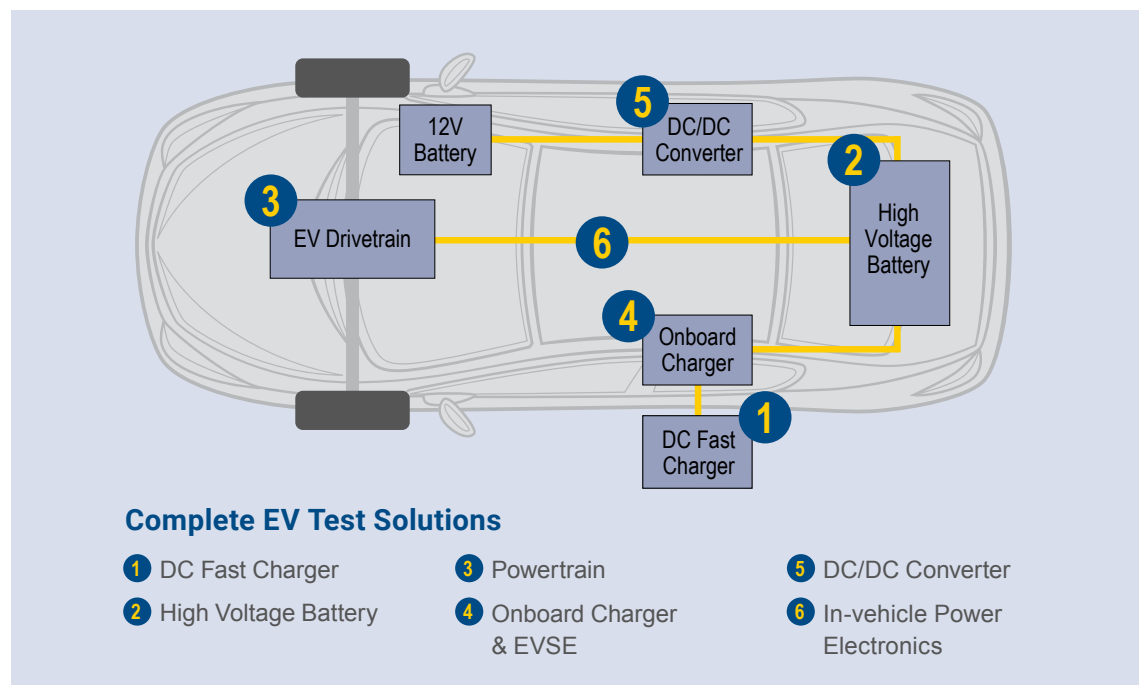 5
12V
Battery
DC/DC
Converter
2
3
High
Voltage
Battery
EV Drivetrain
6
4
Onboard
Charger
1
DC Fast
Charger
Complete EV Test Solutions
1 DC Fast Charger
2 High Voltage Battery
3 Powertrain
4 Onboard Charger
& EVSE
5 DC/DC Converter
6 In-vehicle Power
Electronics